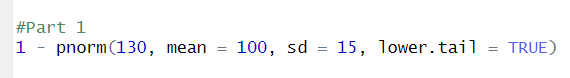 #Part 1
1 - pnorm(130, mean = 100, sd = 15, lower.tail = TRUE)